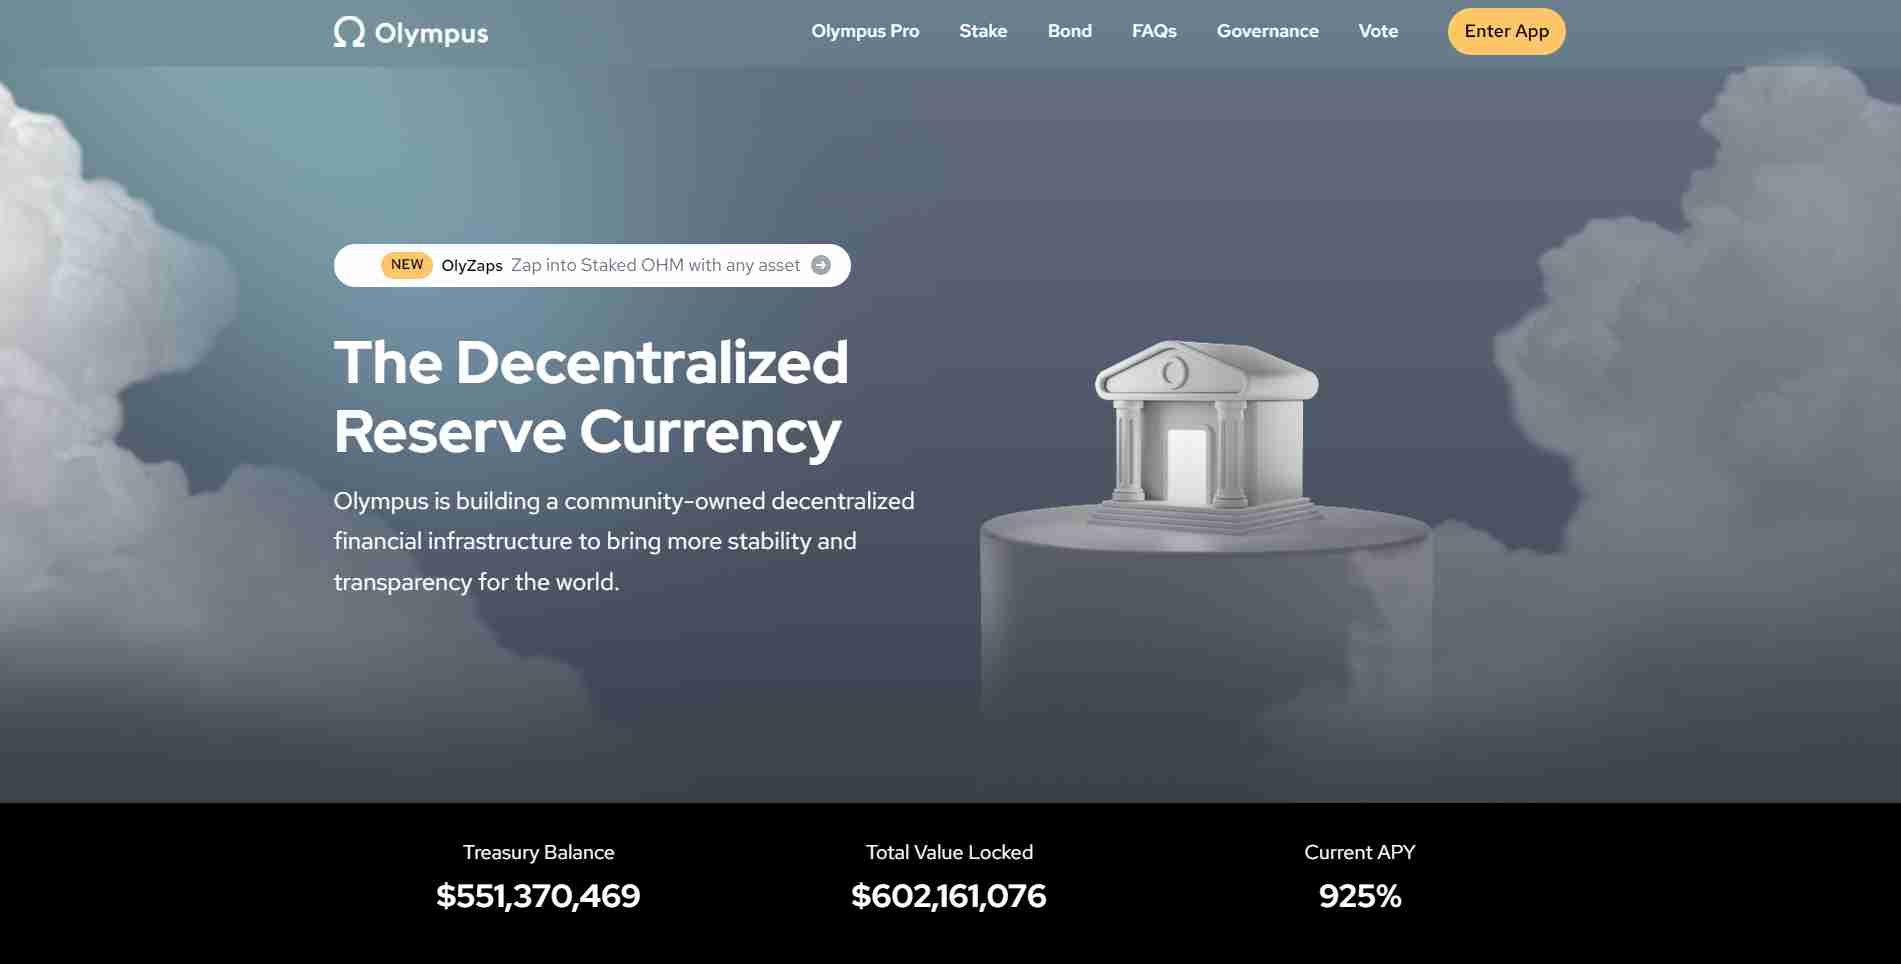 Olympus
Olympus Pro Stake Bond FAQs Governance Vote Enter App
NEW OlyZaps Zap into Staked OHM with any asset
The Decentralized
Reserve Currency
Olympus is building a community-owned decentralized
financial infrastructure to bring more stability and
transparency for the world.
Treasury Balance
$551,370,469
Total Value Locked
$602,161,076
Current APY
925%